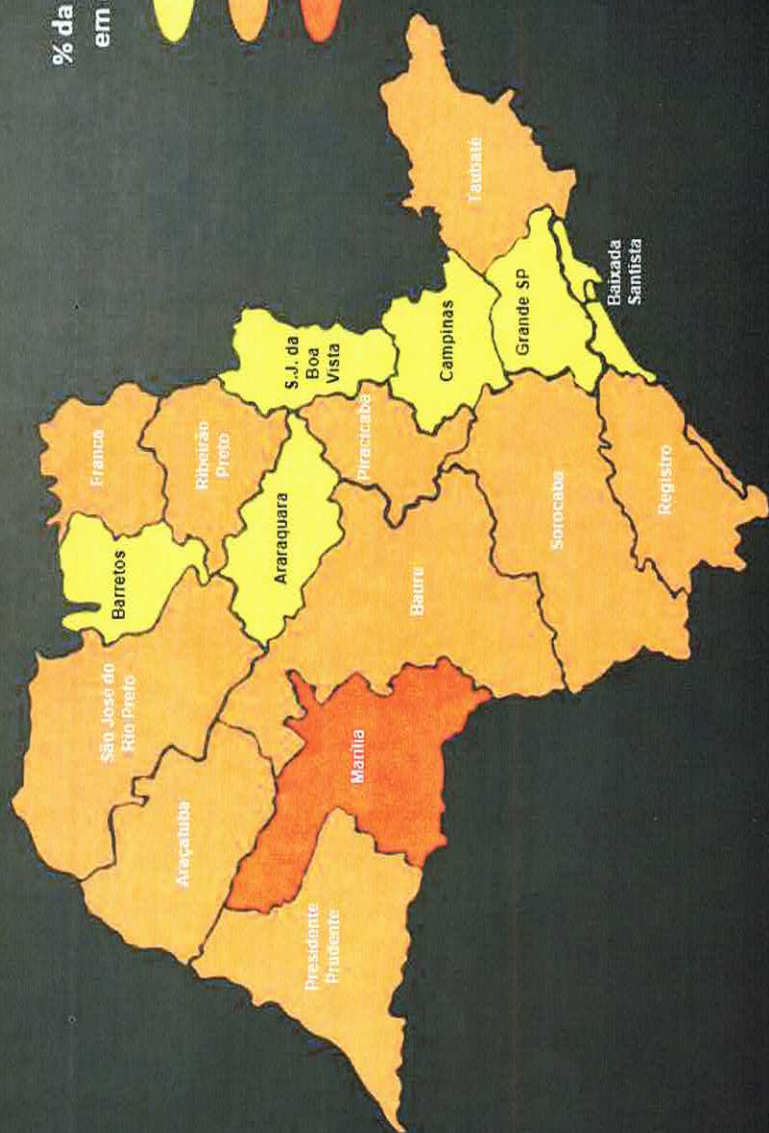 % da
em
Franca
Barretos
Ribeirão
Preto
São José do
Rio Preto
Araçatuba
Araraquara
S.J. da
Boa
Vista
Piracicaba
Campinas
Taubaté
Grande SP
Baixada
Santista
Bauru
Marília
Presidente
Prudente
Sorocaba
Registro